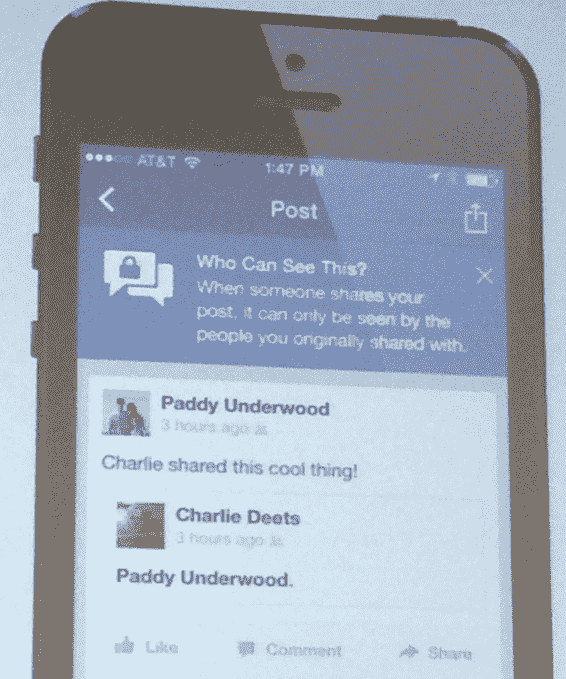 AT&T 1:47 PM
Post
Who Can See This?
When someone shares your
post, it can only be seen by the
people you originally shared with.
Paddy Underwood
3 hours ago
Charlie shared this cool thing!
Charlie Deets
3 hours ago
Paddy Underwood.
Like Comment Share